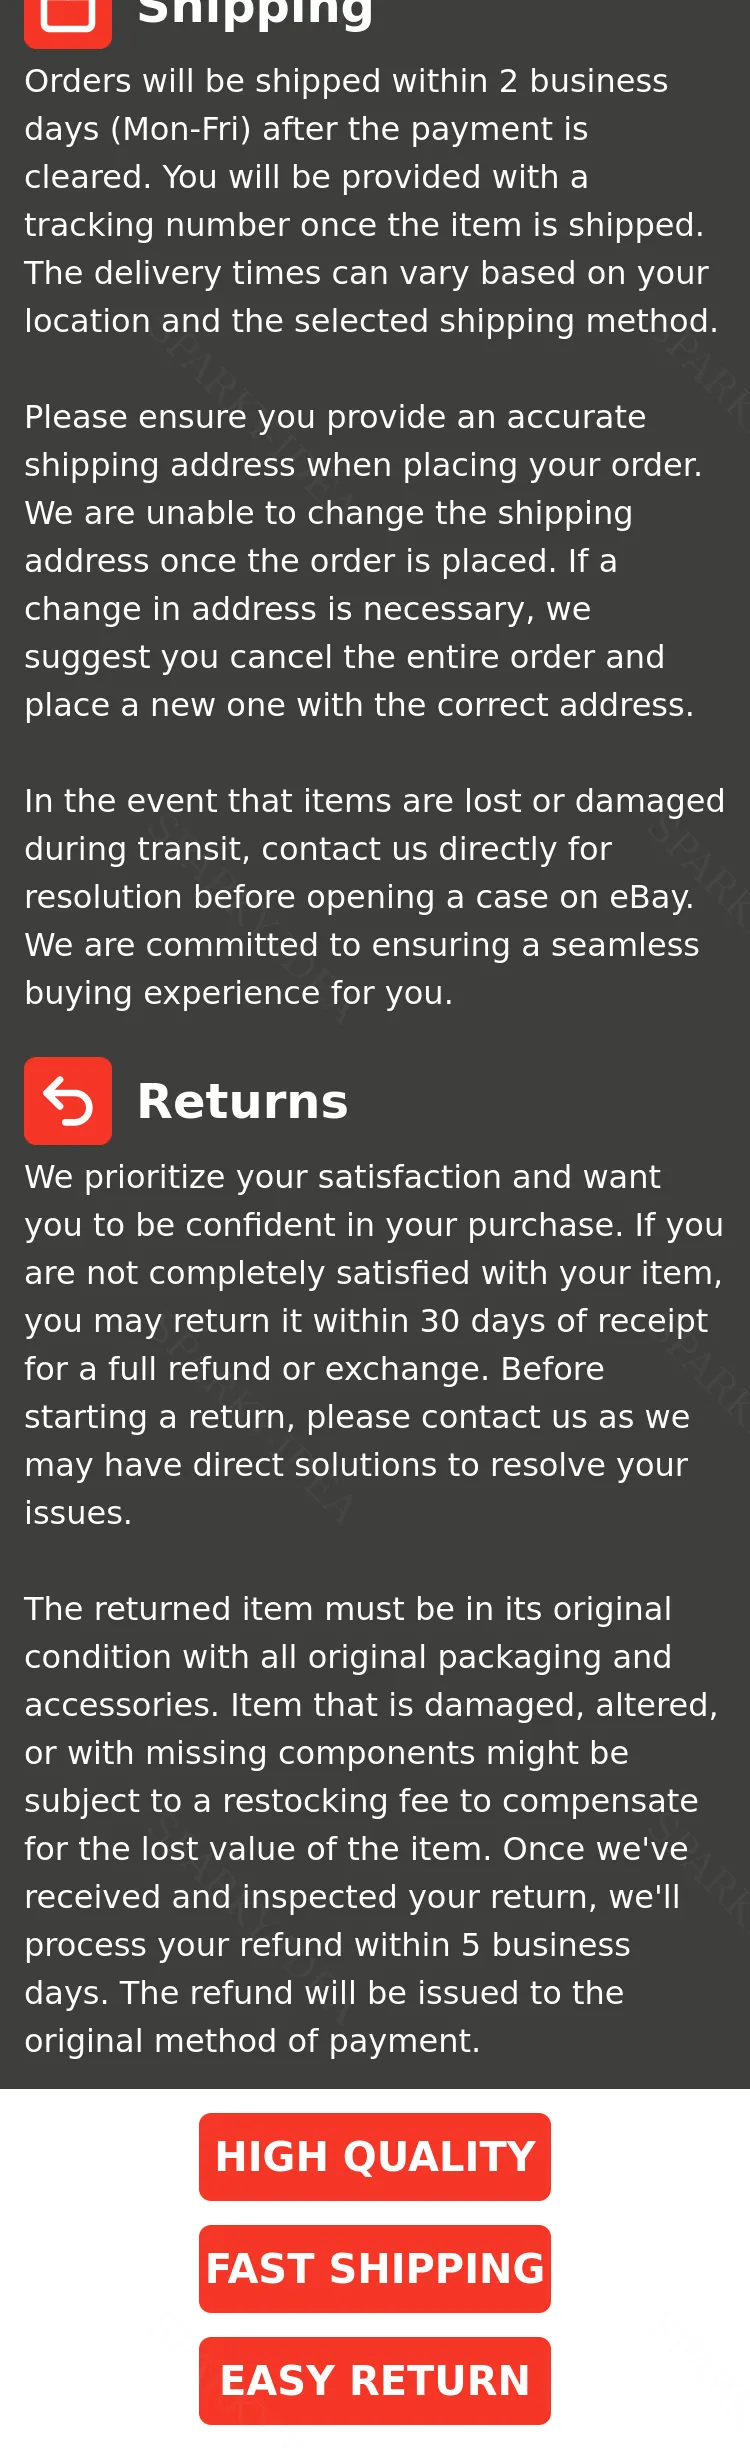 Shipping
Orders will be shipped within 2 business
days (Mon-Fri) after the payment is
cleared. You will be provided with a
tracking number once the item is shipped.
The delivery times can vary based on your
location and the selected shipping method.
Please ensure you provide an accurate
shipping address when placing your order.
We are unable to change the shipping
address once the order is placed. If a
change in address is necessary, we
suggest you cancel the entire order and
place a new one with the correct address.
In the event that items are lost or damaged
during transit, contact us directly for
resolution before opening a case on eBay.
We are committed to ensuring a seamless
buying experience for you.
Returns
We prioritize your satisfaction and want
you to be confident in your purchase. If you
are not completely satisfied with your item,
you may return it within 30 days of receipt
for a full refund or exchange. Before
starting a return, please contact us as we
may have direct solutions to resolve your
issues.
The returned item must be in its original
condition with all original packaging and
accessories. Item that is damaged, altered,
or with missing components might be
subject to a restocking fee to compensate
for the lost value of the item. Once we've
received and inspected your return, we'll
process your refund within 5 business
days. The refund will be issued to the
original method of payment.
HIGH QUALITY
FAST SHIPPING
EASY RETURN